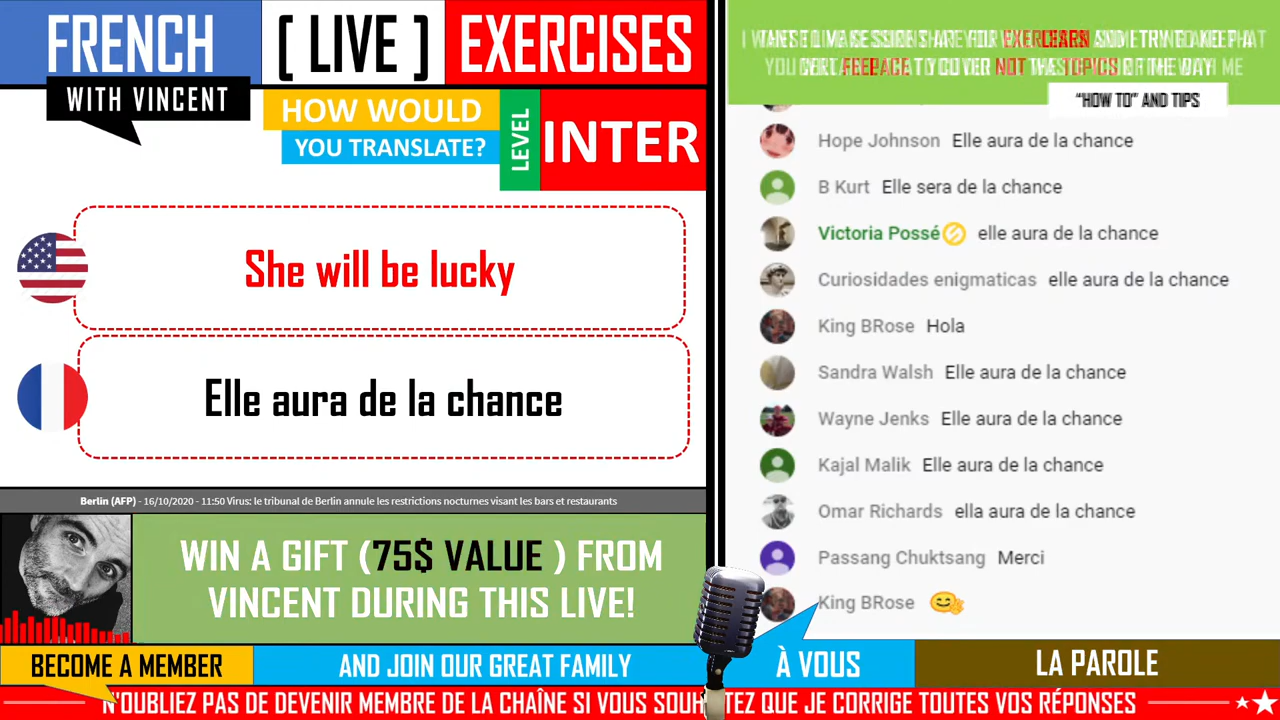 FRENCH
WITH VINCENT
[ LIVE ]
EXERCISES
HOW WOULD
YOU TRANSLATE?
LEVEL
INTER
She will be lucky
Elle aura de la chance
Berlin (AFP) - 16/10/2020 - 11:50 Virus: le tribunal de Berlin annule les restrictions nocturnes visant les bars et restaurants
WIN A GIFT (75$ VALUE ) FROM
VINCENT DURING THIS LIVE!
BECOME A MEMBER
AND JOIN OUR GREAT FAMILY
"HOW TO" AND TIPS
Hope Johnson Elle aura de la chance
B Kurt Elle sera de la chance
Victoria Possé elle aura de la chance
Curiosidades enigmaticas elle aura de la chance
King BRose Hola
Sandra Walsh Elle aura de la chance
Wayne Jenks Elle aura de la chance
Kajal Malik Elle aura de la chance
Omar Richards ella aura de la chance
Passang Chuktsang Merci
King BRose
À VOUS
LA PAROLE
N'OUBLIEZ PAS DE DEVENIR MEMBRE DE LA CHAÎNE SI VOUS TEZ QUE JE CORRIGE TOUTES VOS RÉPONSES